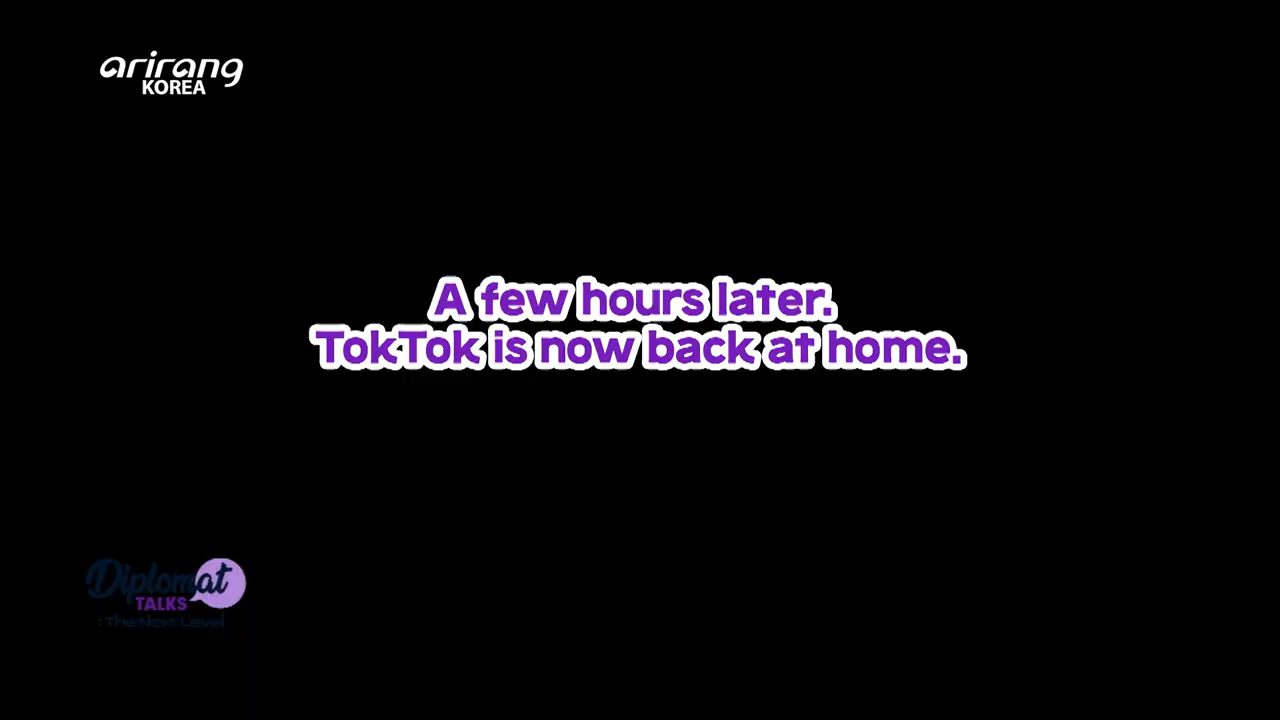 arirang
KOREA
A few hours later.
TokTok is now back at home.
Diplomat
TALKS
: The Next Level